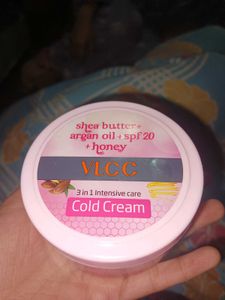 shea butter+
argan oil + spf 20
+ honey
VLCC
3 in 1 Intensive care
Cold Cream